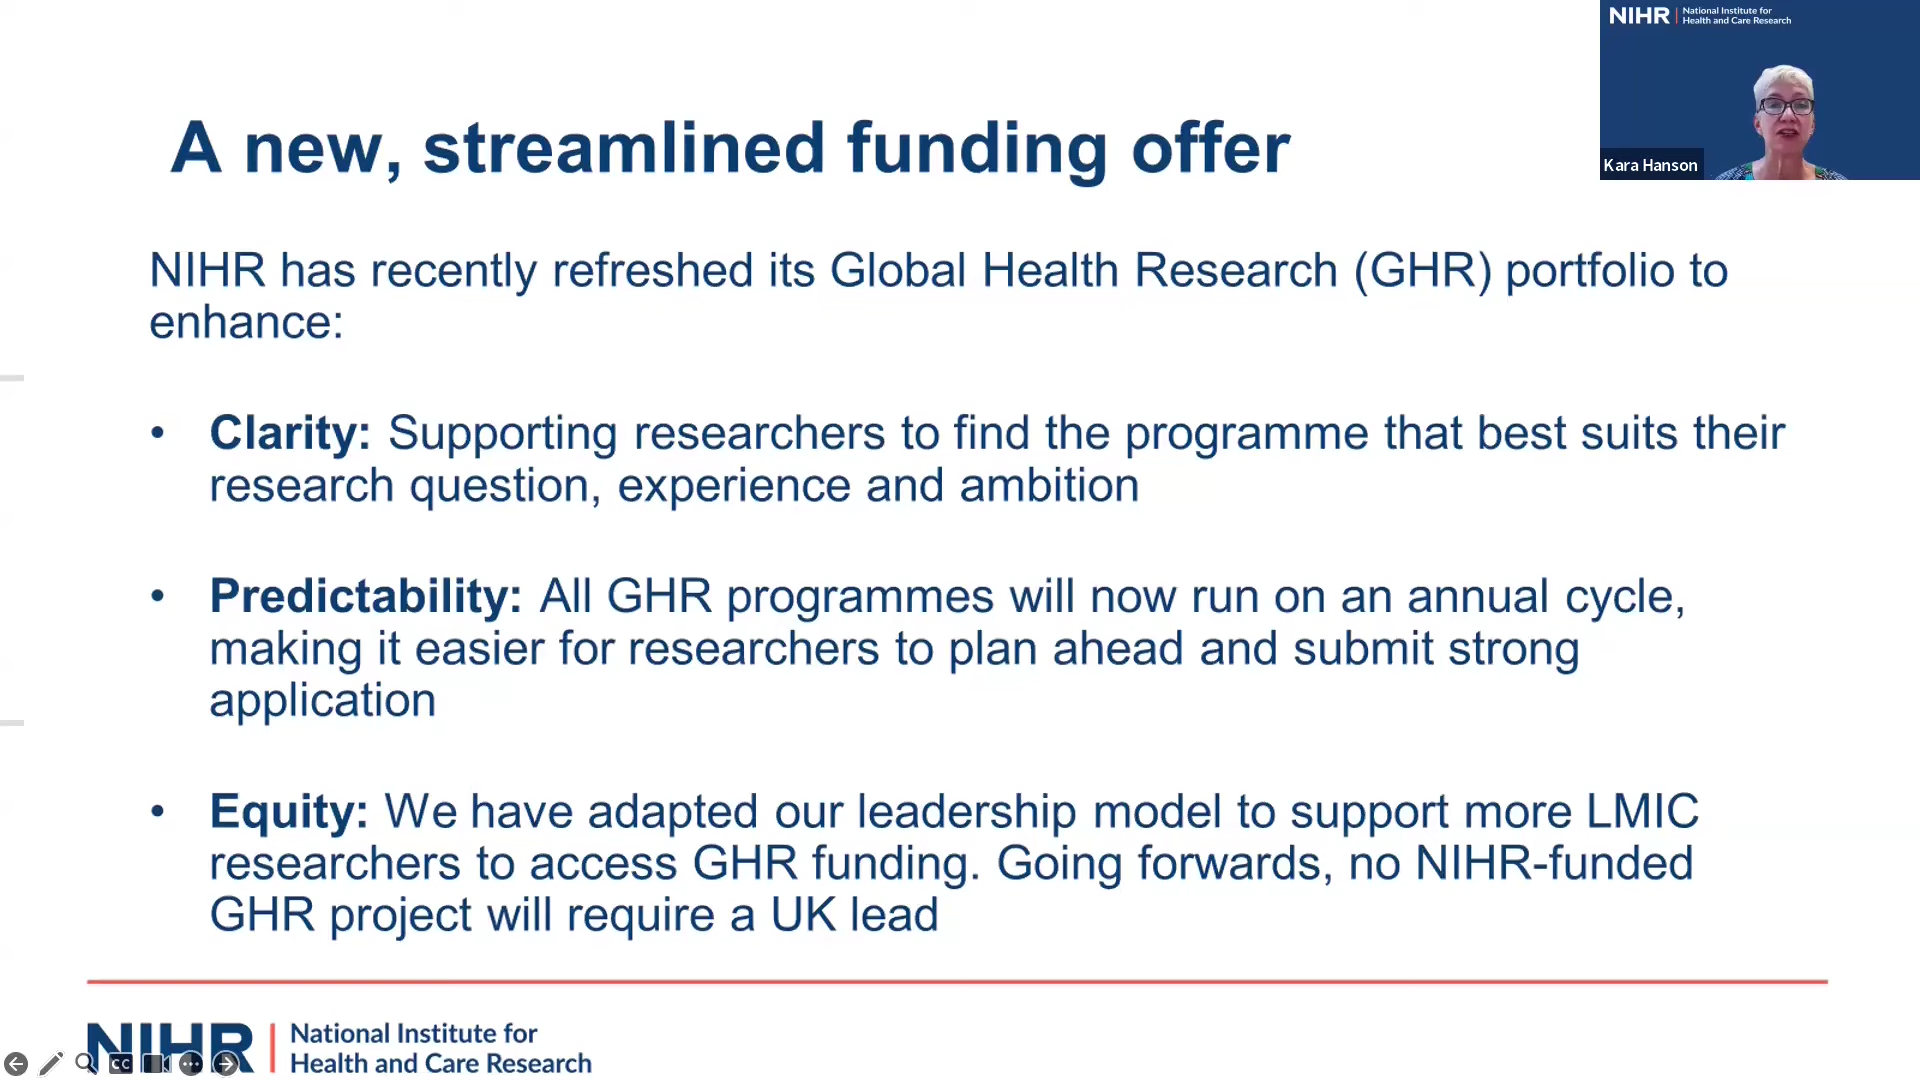 NIHR | National Institute for
Health and Care Research
Kara Hanson
A new, streamlined funding offer
NIHR has recently refreshed its Global Health Research (GHR) portfolio to
enhance:
• Clarity: Supporting researchers to find the programme that best suits their
research question, experience and ambition
• Predictability: All GHR programmes will now run on an annual cycle,
making it easier for researchers to plan ahead and submit strong
application
• Equity: We have adapted our leadership model to support more LMIC
researchers to access GHR funding. Going forwards, no NIHR-funded
GHR project will require a UK lead
NIHR | National Institute for
Health and Care Research
CC